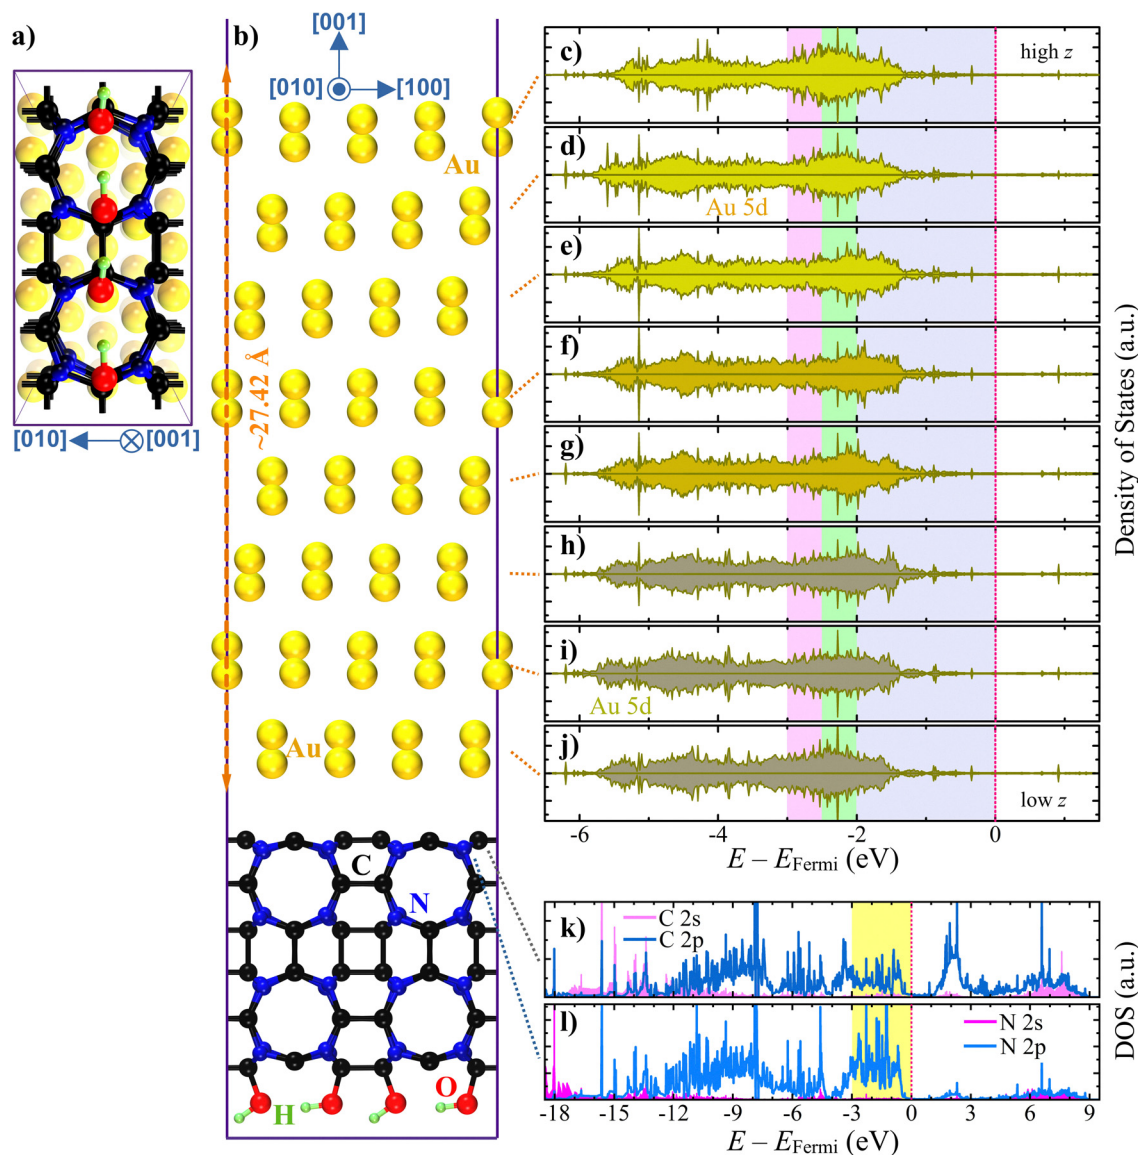 a)
b)
[001]
[010]
[100]
Au
~27.42 Å
[010]
[001]
Au
C
N
O
H
c)
high z
d)
Au 5d
e)
f)
g)
h)
i)
Au 5d
j)
low z
-6
-4
-2
0
E – EFermi (eV)
Density of States (a.u.)
k)
C 2s
C 2p
l)
N 2s
N 2p
DOS (a.u.)
-18 -15 -12 -9 -6 -3 0 3 6 9
E – EFermi (eV)